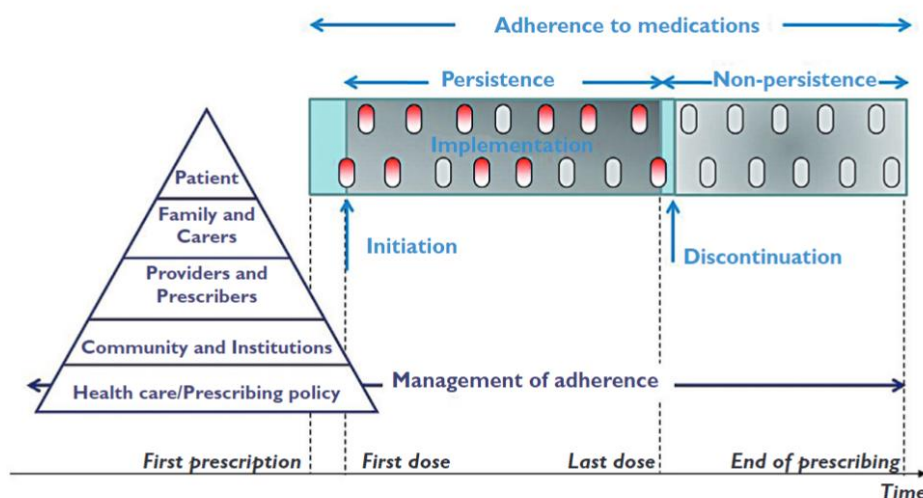 Adherence to medications
Persistence
Non-persistence
Implementation
Initiation
Discontinuation
Patient
Family and
Carers
Providers and
Prescribers
Community and Institutions
Health care/Prescribing policy
Management of adherence
First prescription
First dose
Last dose
End of prescribing
Time